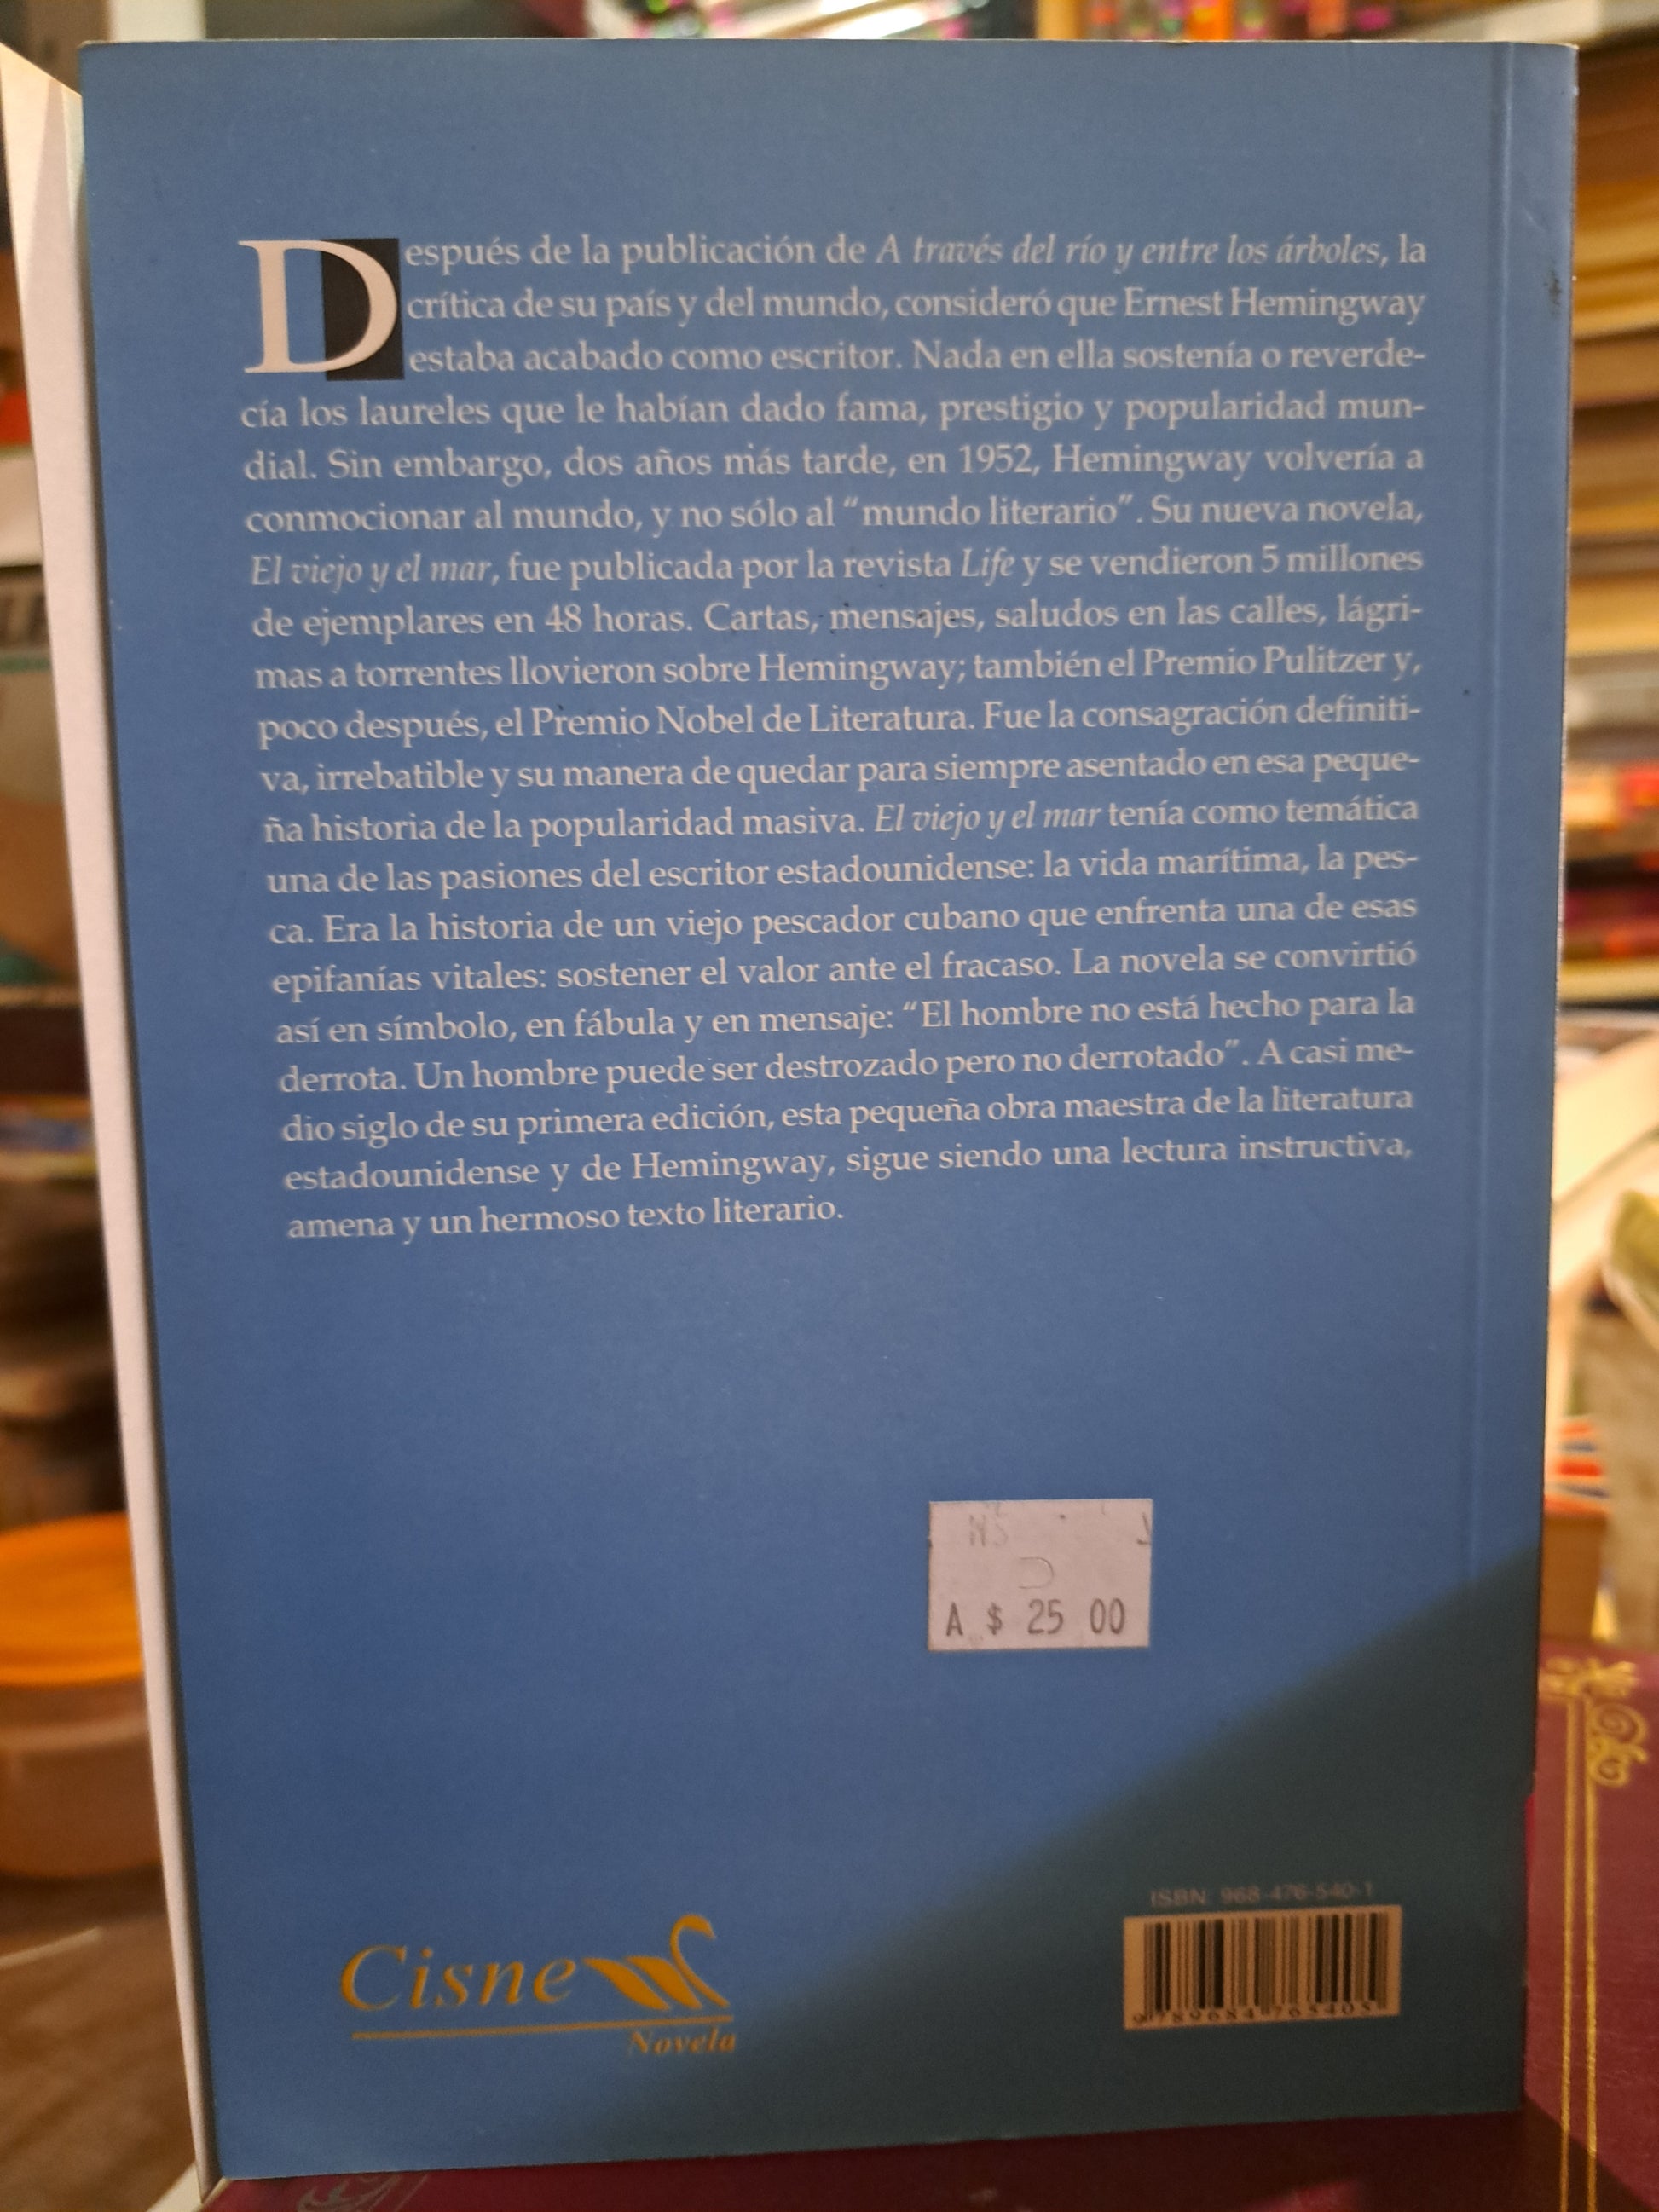 Después de la publicación de A través del río y entre los árboles, la
crítica de su país y del mundo, consideró que Ernest Hemingway
estaba acabado como escritor. Nada en ella sostenía o reverde-
cía los laureles que le habían dado fama, prestigio y popularidad mun-
dial. Sin embargo, dos años más tarde, en 1952, Hemingway volvería a
conmocionar al mundo, y no sólo al “mundo literario”. Su nueva novela,
El viejo y el mar, fue publicada por la revista Life y se vendieron 5 millones
de ejemplares en 48 horas. Cartas, mensajes, saludos en las calles, lágri-
mas a torrentes llovieron sobre Hemingway; también el Premio Pulitzer y,
poco después, el Premio Nobel de Literatura. Fue la consagración definiti-
va, irrebatible y su manera de quedar para siempre asentado en esa peque-
ña historia de la popularidad masiva. El viejo y el mar tenía como temática
una de las pasiones del escritor estadounidense: la vida marítima, la pes-
ca. Era la historia de un viejo pescador cubano que enfrenta una de esas
epifanías vitales: sostener el valor ante el fracaso. La novela se convirtió
así en símbolo, en fábula y en mensaje: “El hombre no está hecho para la
derrota. Un hombre puede ser destrozado pero no derrotado”. A casi me-
dio siglo de su primera edición, esta pequeña obra maestra de la literatura
estadounidense y de Hemingway, sigue siendo una lectura instructiva,
amena y un hermoso texto literario.
A $ 25 00
ISBN: 968-476-540-1
9 789684 765405
Cisne
Novela